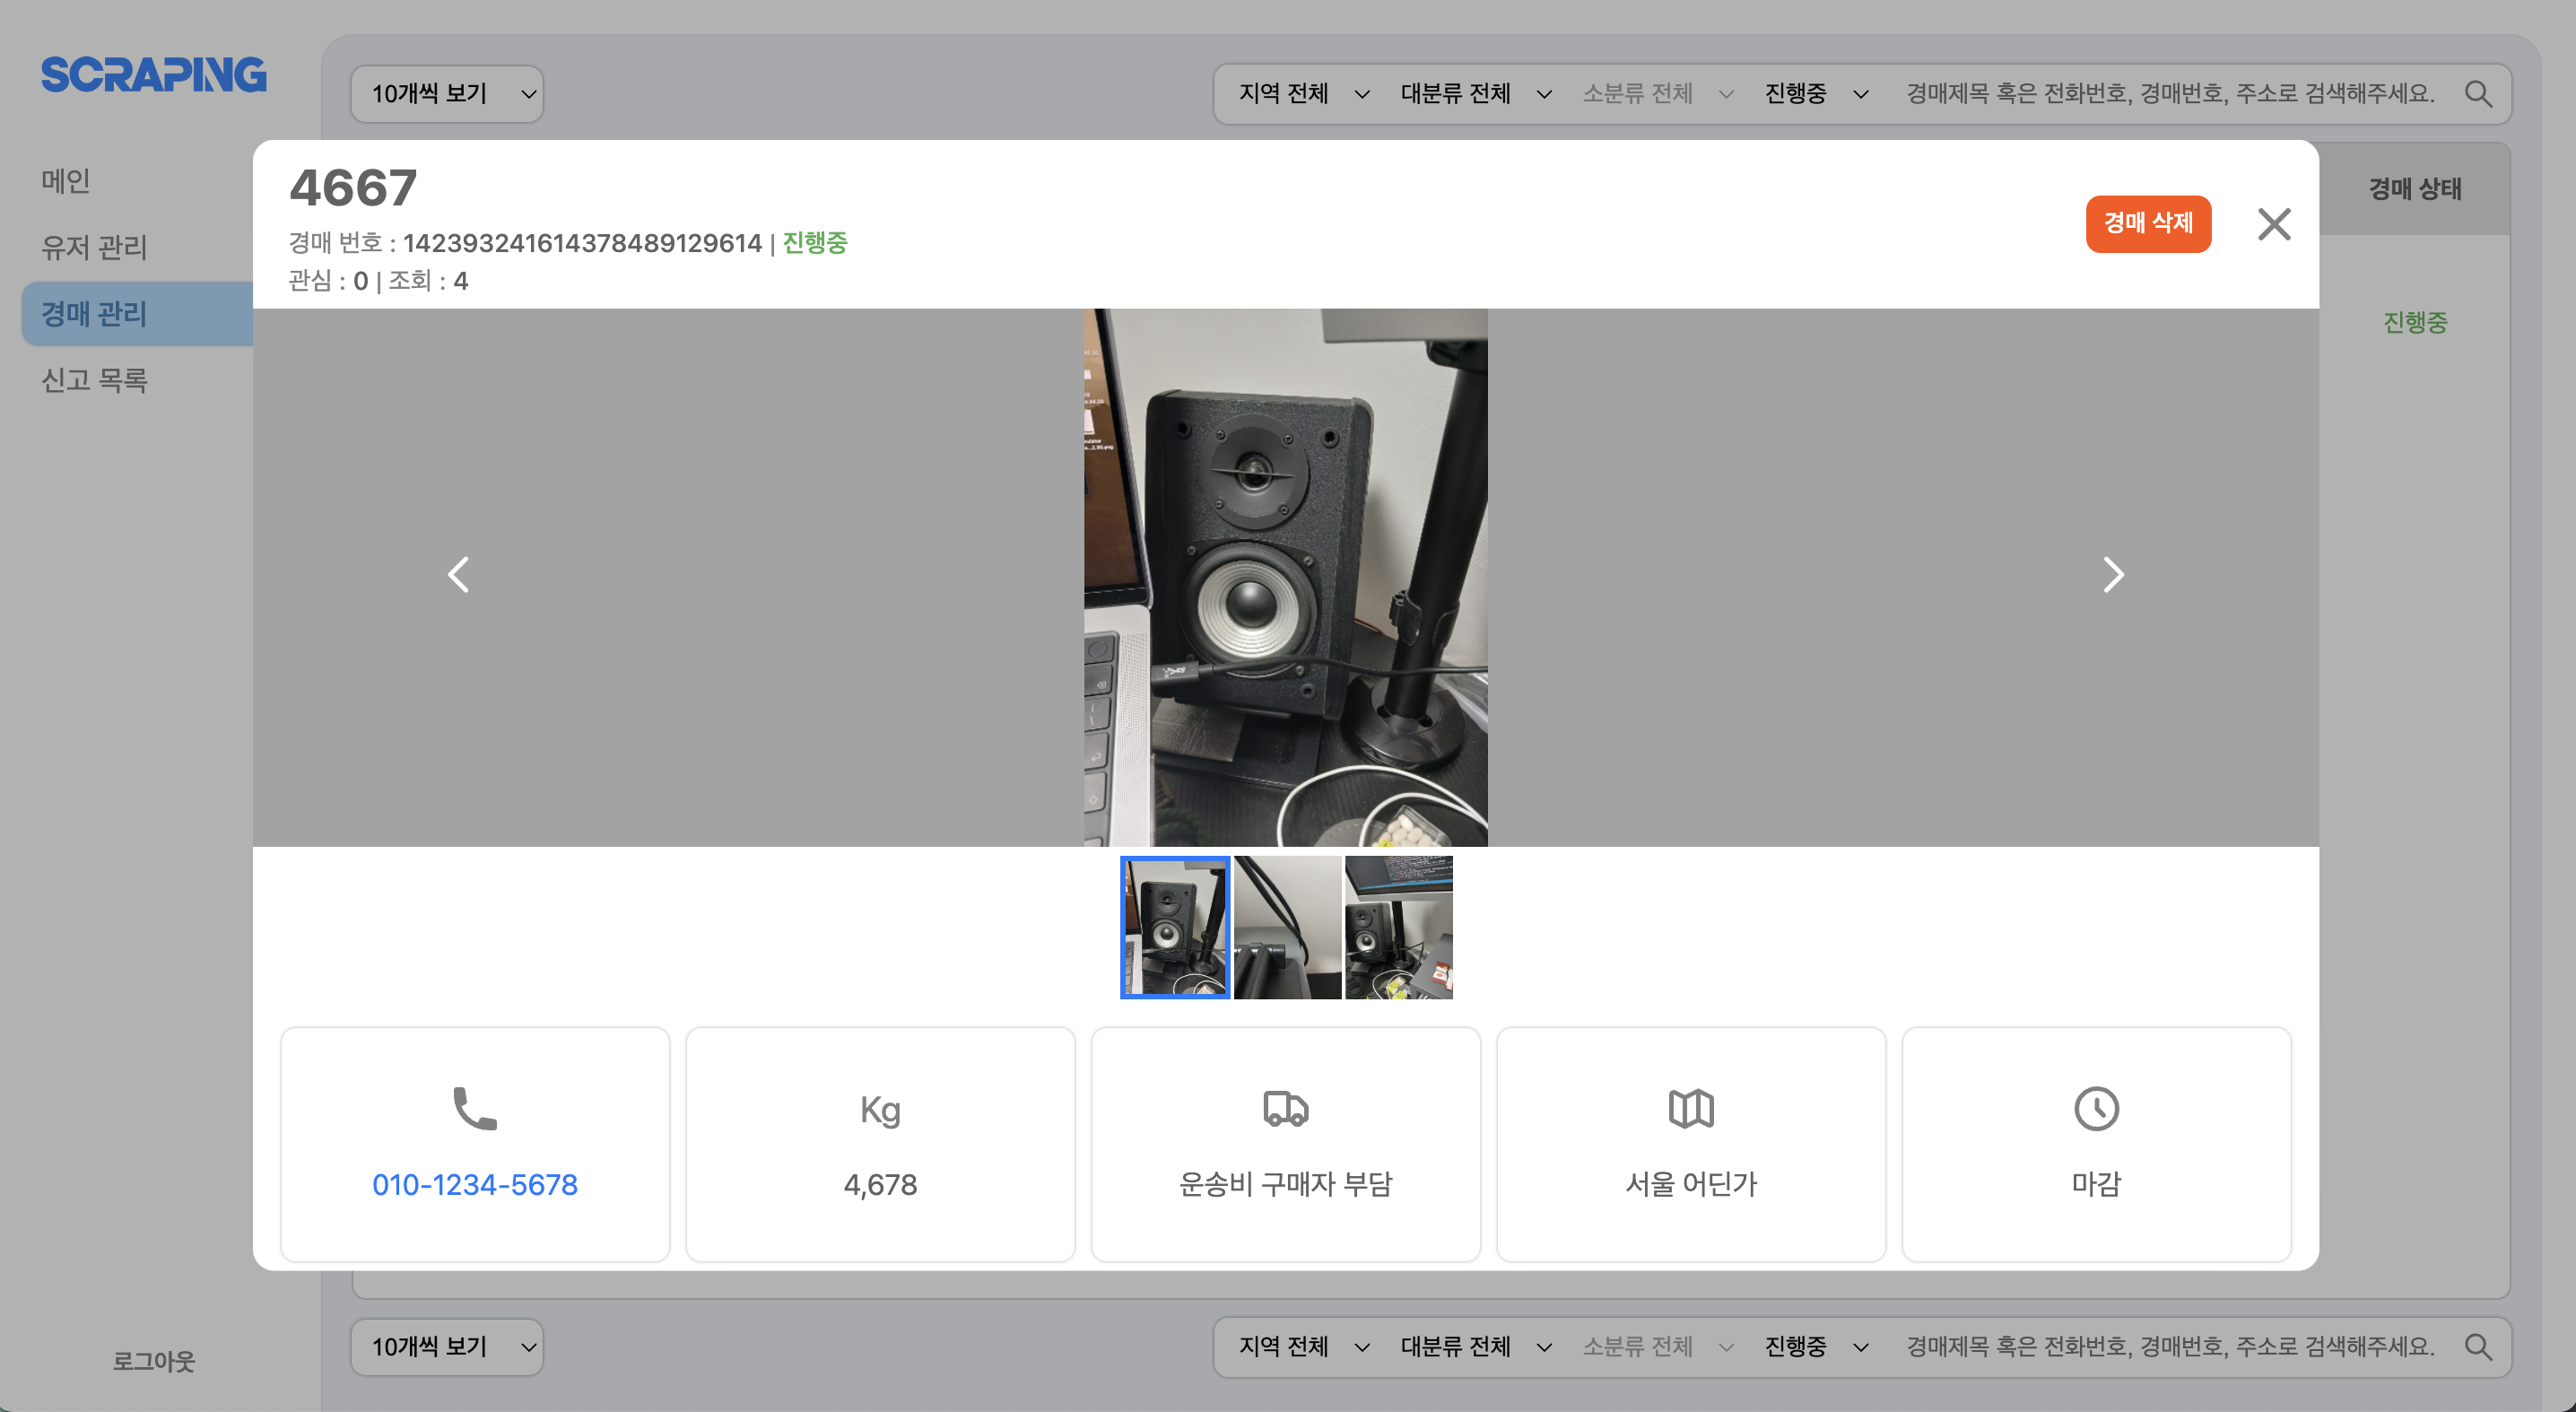 SCRAPING
메인
유저 관리
경매 관리
신고 목록
로그아웃
10개씩 보기
지역 전체 대분류 전체 소분류 전체 진행중 경매제목 혹은 전화번호, 경매번호, 주소로 검색해주세요.
경매 상태
진행중
4667
경매 번호 : 142393241614378489129614 | 진행중
관심 : 0 | 조회 : 4
경매 삭제
010-1234-5678
Kg
4,678
운송비 구매자 부담
서울 어딘가
마감
10개씩 보기
지역 전체 대분류 전체 소분류 전체 진행중 경매제목 혹은 전화번호, 경매번호, 주소로 검색해주세요.